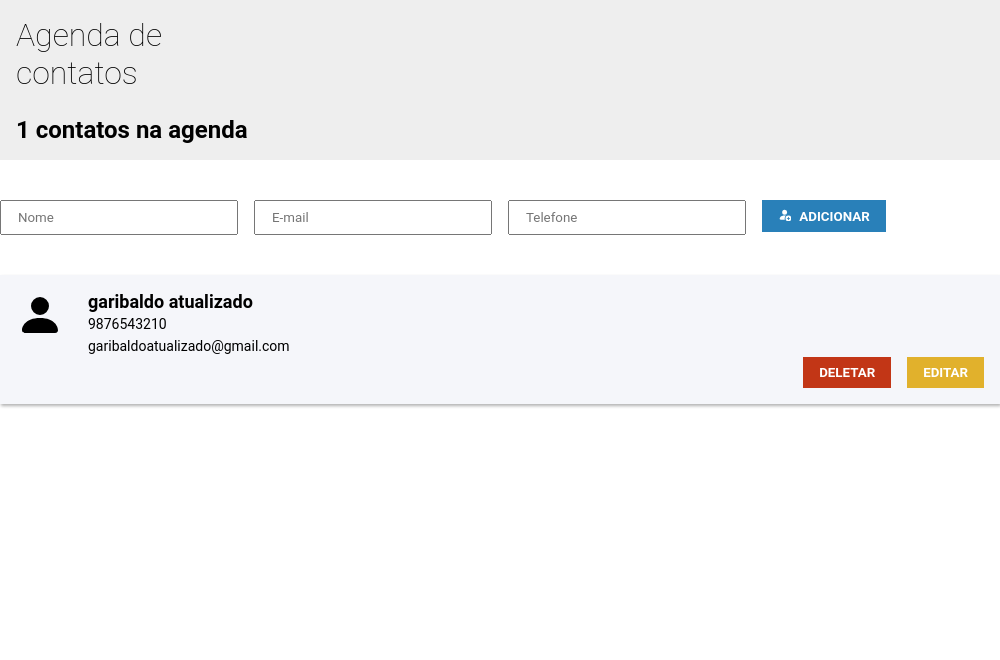 Agenda de
contatos
1 contatos na agenda
Nome
E-mail
Telefone
ADICIONAR
garibaldo atualizado
9876543210
garibaldoatualizado@gmail.com
DELETAR
EDITAR